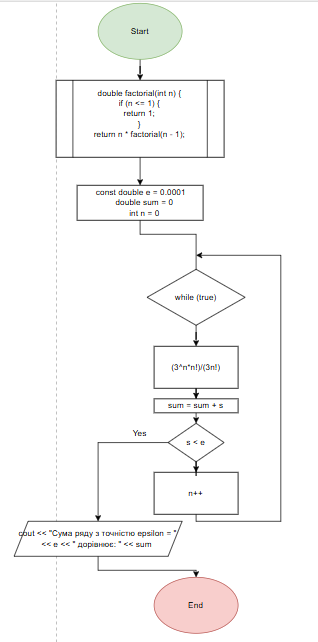 Start
double factorial(int n) {
if (n <= 1) {
return 1;
}
return n * factorial(n - 1);
const double e = 0.0001
double sum = 0
int n = 0
while (true)
(3^n*n!)/(3n!)
sum = sum + s
s < e
Yes
n++
cout << "Сума ряду з точністю epsilon = "
<< e << " дорівнює: " << sum
End